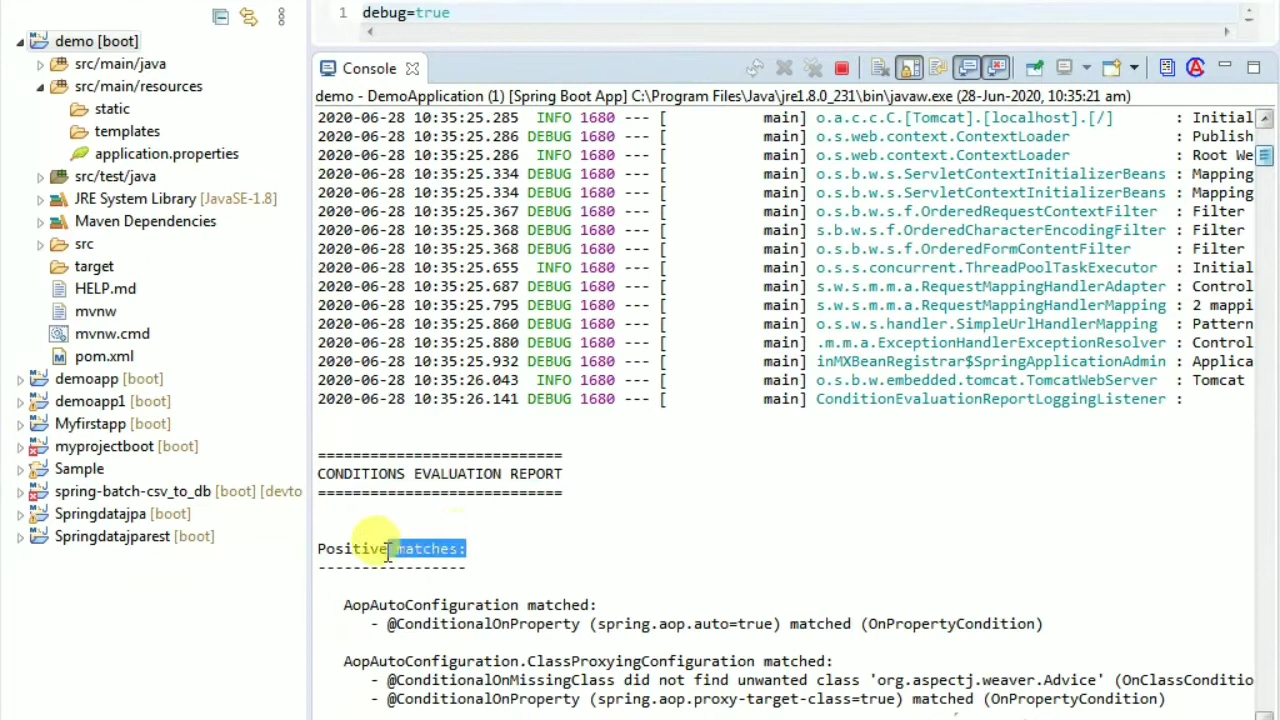 1 debug=true
demo [boot]
src/main/java
src/main/resources
static
templates
application.properties
src/test/java
JRE System Library [JavaSE-1.8]
Maven Dependencies
src
target
HELP.md
mvnw
mvnw.cmd
pom.xml
demoapp [boot]
demoapp1 [boot]
Myfirstapp [boot]
myprojectboot [boot]
Sample
spring-batch-csv_to_db [boot] [devto
Springdatajpa [boot]
Springdatajparest [boot]
Console
demo - DemoApplication (1) [Spring Boot App] C:\Program Files\Java\jre1.8.0_231\bin\javaw.exe (28-Jun-2020, 10:35:21 am)
2020-06-28 10:35:25.285 INFO 1680 --- [ main] o.a.c.c.C.[Tomcat].[localhost].[/] : Initial
2020-06-28 10:35:25.285 DEBUG 1680 --- [ main] o.s.web.context.ContextLoader : Publish
2020-06-28 10:35:25.286 INFO 1680 --- [ main] o.s.web.context.ContextLoader : Root We
2020-06-28 10:35:25.334 DEBUG 1680 --- [ main] o.s.b.w.s.ServletContextInitializerBeans : Mapping
2020-06-28 10:35:25.334 DEBUG 1680 --- [ main] o.s.b.w.s.ServletContextInitializerBeans : Mapping
2020-06-28 10:35:25.367 DEBUG 1680 --- [ main] o.s.b.w.s.f.OrderedRequestContextFilter : Filter
2020-06-28 10:35:25.368 DEBUG 1680 --- [ main] s.b.w.s.f.OrderedCharacterEncodingFilter : Filter
2020-06-28 10:35:25.368 DEBUG 1680 --- [ main] o.s.b.w.s.f.OrderedFormContentFilter : Filter
2020-06-28 10:35:25.655 INFO 1680 --- [ main] o.s.s.concurrent.ThreadPoolTaskExecutor : Initial
2020-06-28 10:35:25.687 DEBUG 1680 --- [ main] s.w.s.m.m.a.RequestMappingHandlerAdapter : Control
2020-06-28 10:35:25.795 DEBUG 1680 --- [ main] s.w.s.m.m.a.RequestMappingHandlerMapping : 2 mappi
2020-06-28 10:35:25.860 DEBUG 1680 --- [ main] o.s.w.s.handler.SimpleUrlHandlerMapping : Pattern
2020-06-28 10:35:25.880 DEBUG 1680 --- [ main] .m.m.a.ExceptionHandlerExceptionResolver : Control
2020-06-28 10:35:25.932 DEBUG 1680 --- [ main] inMXBeanRegistrar$SpringApplicationAdmin : Applica
2020-06-28 10:35:26.043 INFO 1680 --- [ main] o.s.b.w.embedded.tomcat.TomcatWebServer : Tomcat
2020-06-28 10:35:26.141 DEBUG 1680 --- [ main] ConditionEvaluationReportLoggingListener :
============================
CONDITIONS EVALUATION REPORT
============================
Positive matches:
-----------------
AopAutoConfiguration matched:
- @ConditionalOnProperty (spring.aop.auto=true) matched (OnPropertyCondition)
AopAutoConfiguration.ClassProxyingConfiguration matched:
- @ConditionalOnMissingClass did not find unwanted class 'org.aspectj.weaver.Advice' (OnClassConditio
- @ConditionalOnProperty (spring.aop.proxy-target-class=true) matched (OnPropertyCondition)